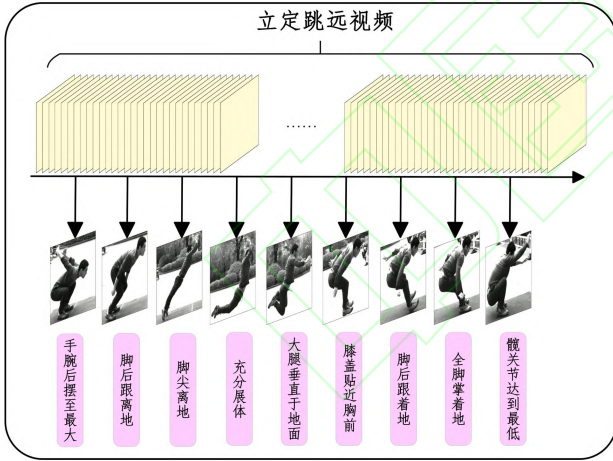 立定跳远视频
……
手腕后摆至最大
脚后跟离地
脚尖离地
充分展体
大腿垂直于地面
膝盖贴近胸前
脚后跟着地
全脚掌着地
髋关节达到最低